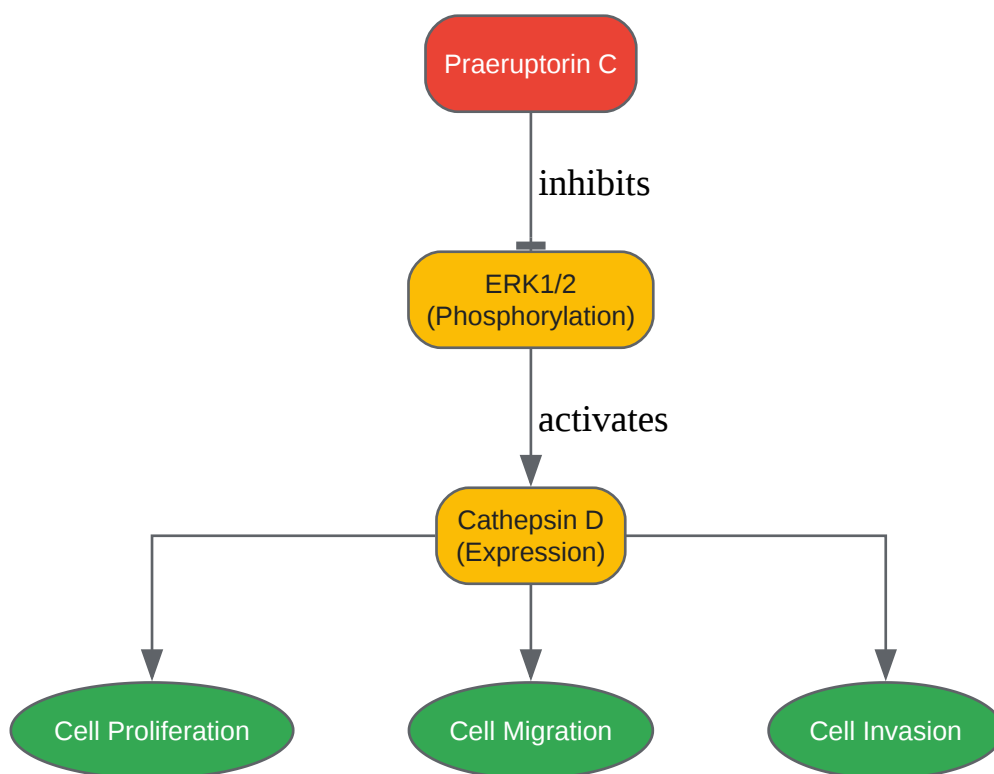 Praeruptorin C
inhibits
ERK1/2
(Phosphorylation)
activates
Cathepsin D
(Expression)
Cell Proliferation
Cell Migration
Cell Invasion